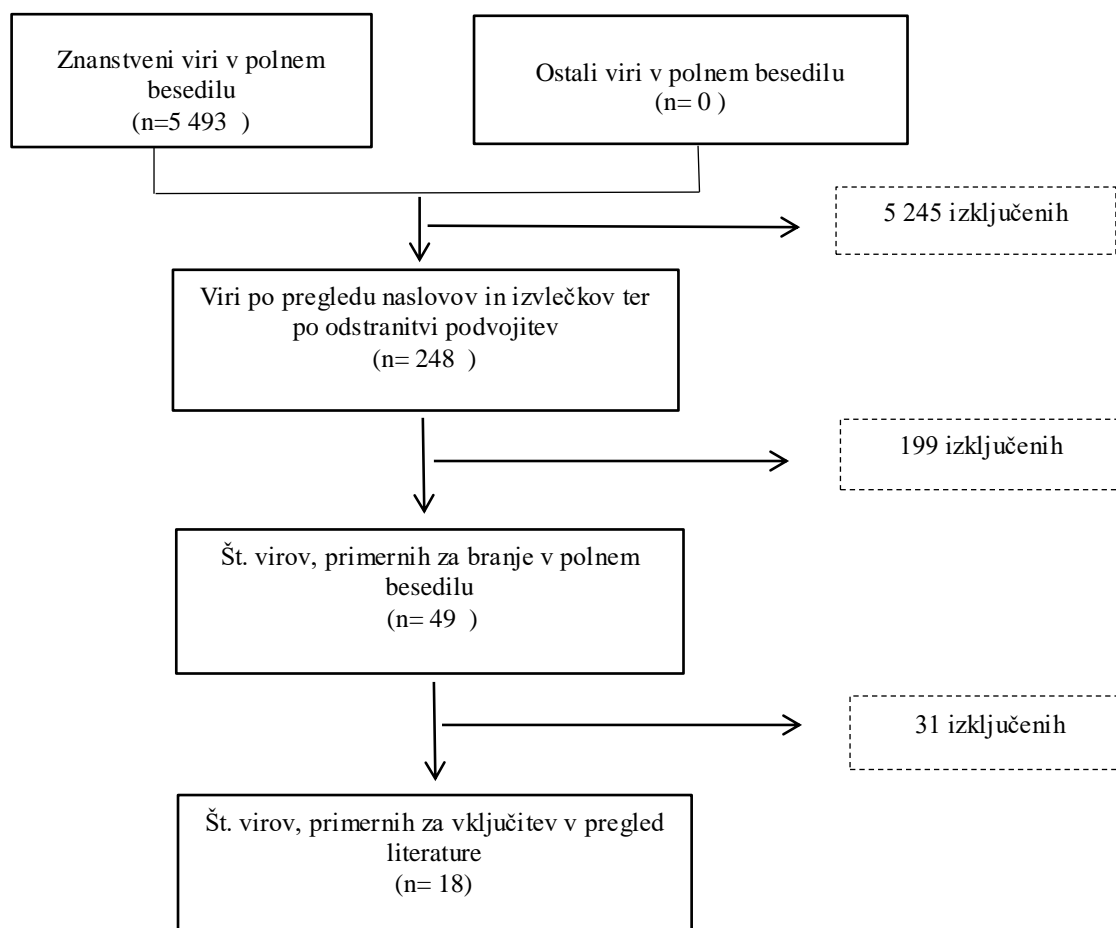 Znanstveni viri v polnem
besedilu
(n=5 493  )
Ostali viri v polnem besedilu
(n= 0 )
5 245 izključenih
Viri po pregledu naslovov in izvlečkov ter
po odstranitvi podvojitev
(n= 248  )
199 izključenih
Št. virov, primernih za branje v polnem
besedilu
(n= 49  )
31 izključenih
Št. virov, primernih za vključitev v pregled
literature
(n= 18)